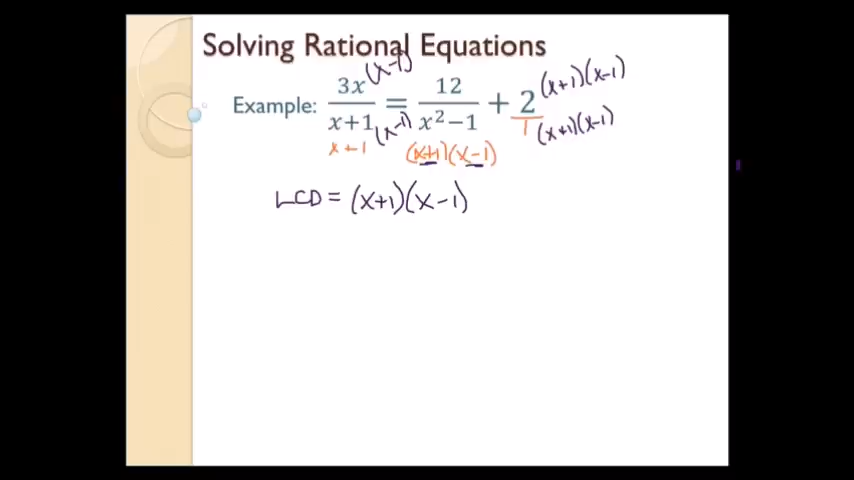 Solving Rational Equations
Example: 3x (x-1) / x+1 (x-1) = 12 / x² −1 + 2 (x+1)(x-1) / 1 (x+1)(x-1)
x+1 (x+1)(x-1)
LCD = (x+1)(x-1)